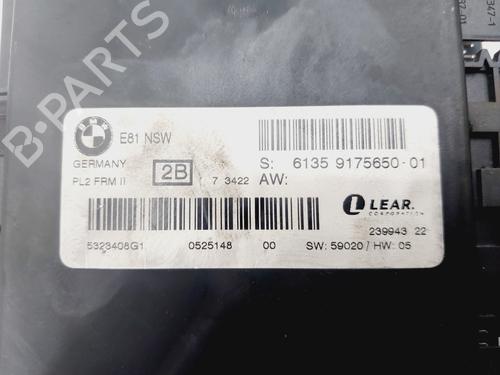 B-PARTS
BMW
E81 NSW
GERMANY
PL2 FRM II
2B
7 3422
S: 6135 9175650-01
AW:
LEAR.
CORPORATION
5323408G1
0525148
00
239943 22
SW: 59020 / HW: 05